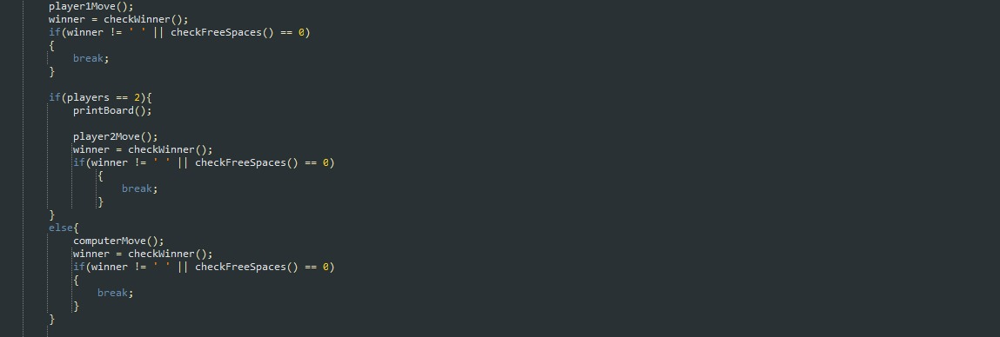 player1Move();
winner = checkWinner();
if(winner != ' ' || checkFreeSpaces() == 0)
{
break;
}
if(players == 2){
printBoard();
player2Move();
winner = checkWinner();
if(winner != ' ' || checkFreeSpaces() == 0)
{
break;
}
}
else{
computerMove();
winner = checkWinner();
if(winner != ' ' || checkFreeSpaces() == 0)
{
break;
}
}